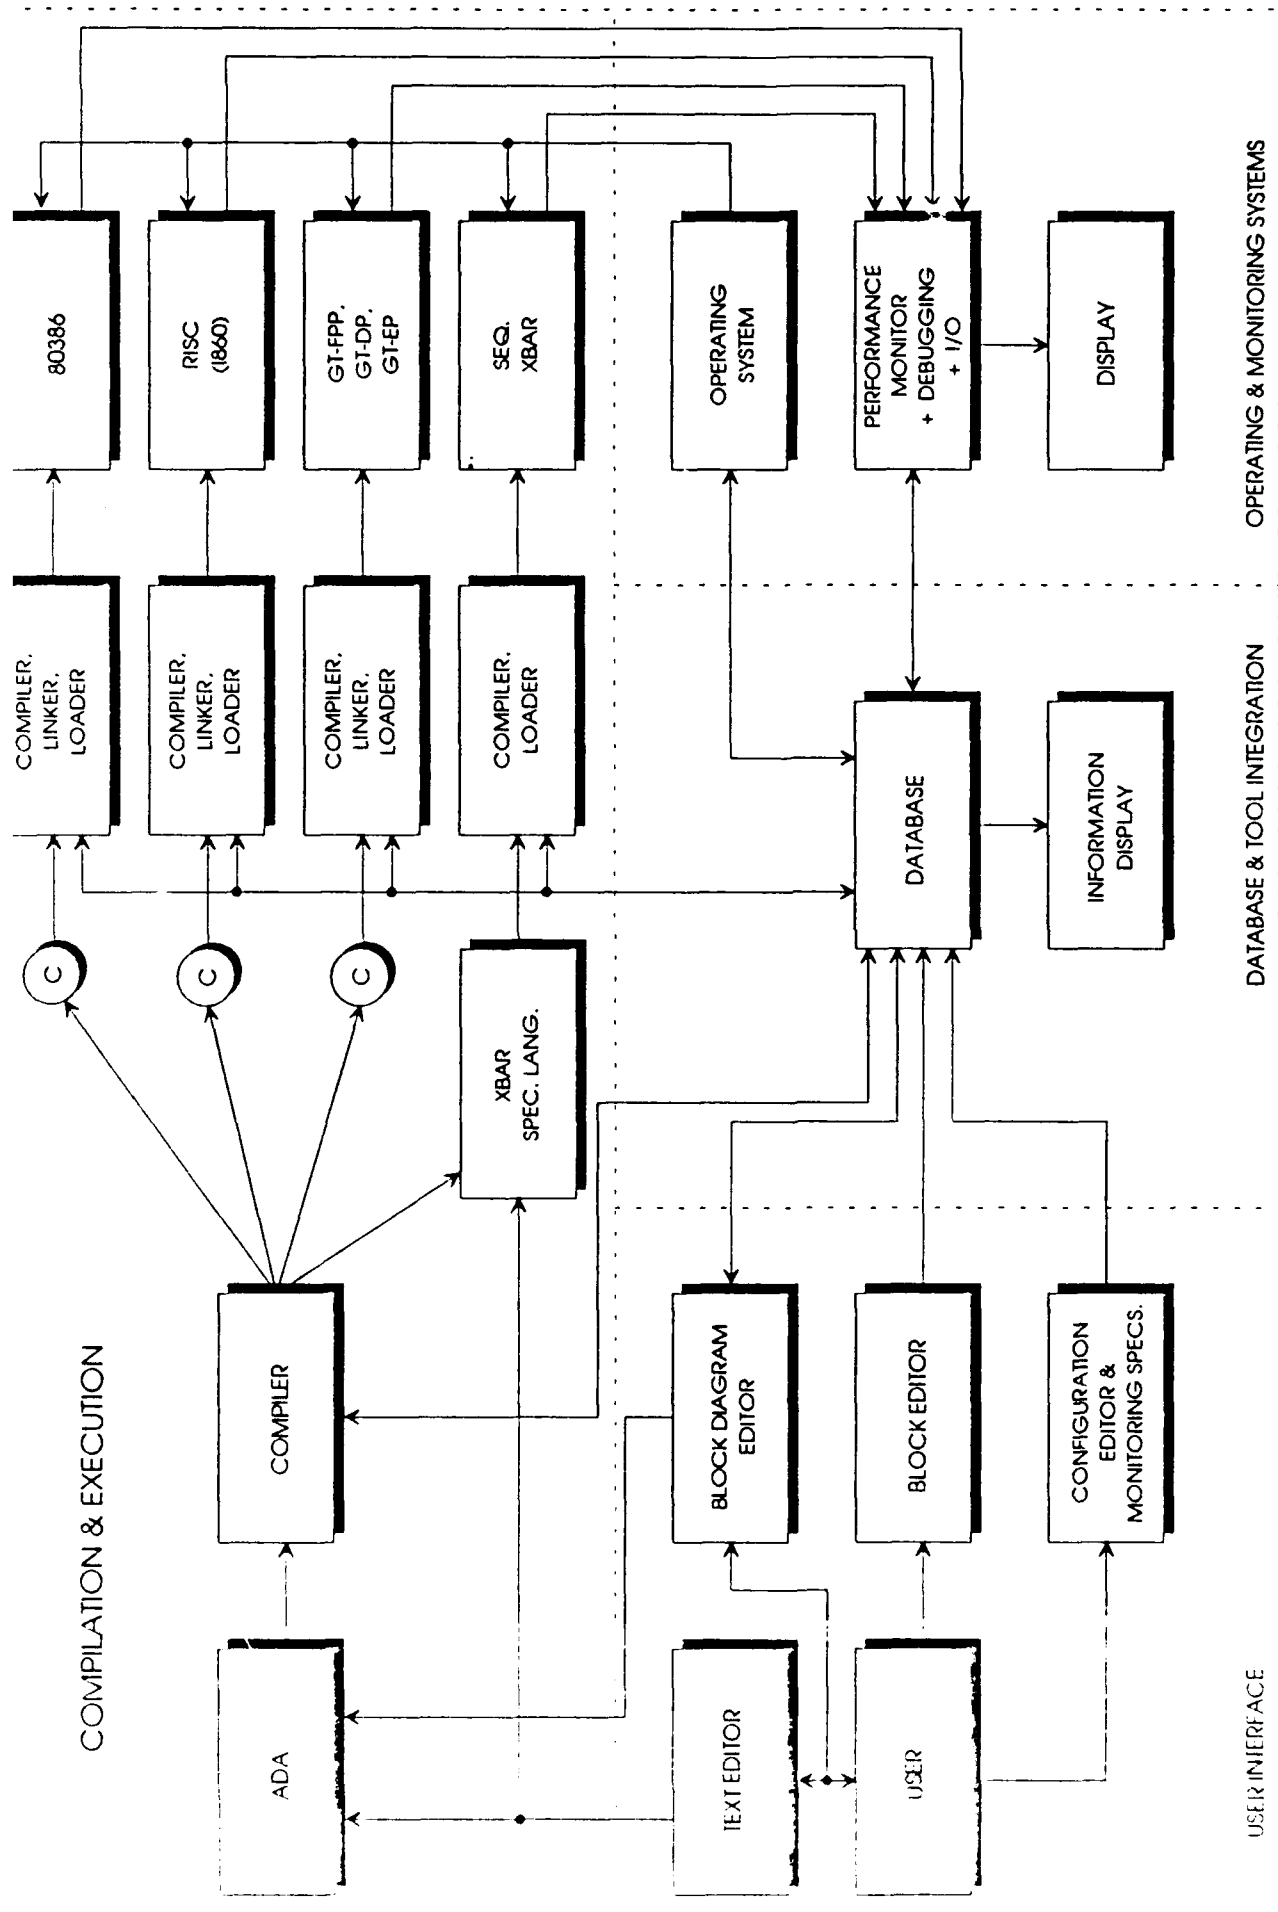 COMPILATION & EXECUTION
ADA
COMPILER
C
C
C
XBAR
SPEC. LANG.
COMPILER,
LINKER,
LOADER
COMPILER,
LINKER,
LOADER
COMPILER,
LINKER,
LOADER
COMPILER,
LOADER
80386
RISC
(I860)
GT-FPP,
GT-DP,
GT-EP
SEQ.
XBAR
TEXT EDITOR
USER
BLOCK DIAGRAM
EDITOR
BLOCK EDITOR
CONFIGURATION
EDITOR &
MONITORING SPECS.
USER INTERFACE
DATABASE
INFORMATION
DISPLAY
DATABASE & TOOL INTEGRATION
OPERATING
SYSTEM
PERFORMANCE
MONITOR
+ DEBUGGING
+ I/O
DISPLAY
OPERATING & MONITORING SYSTEMS